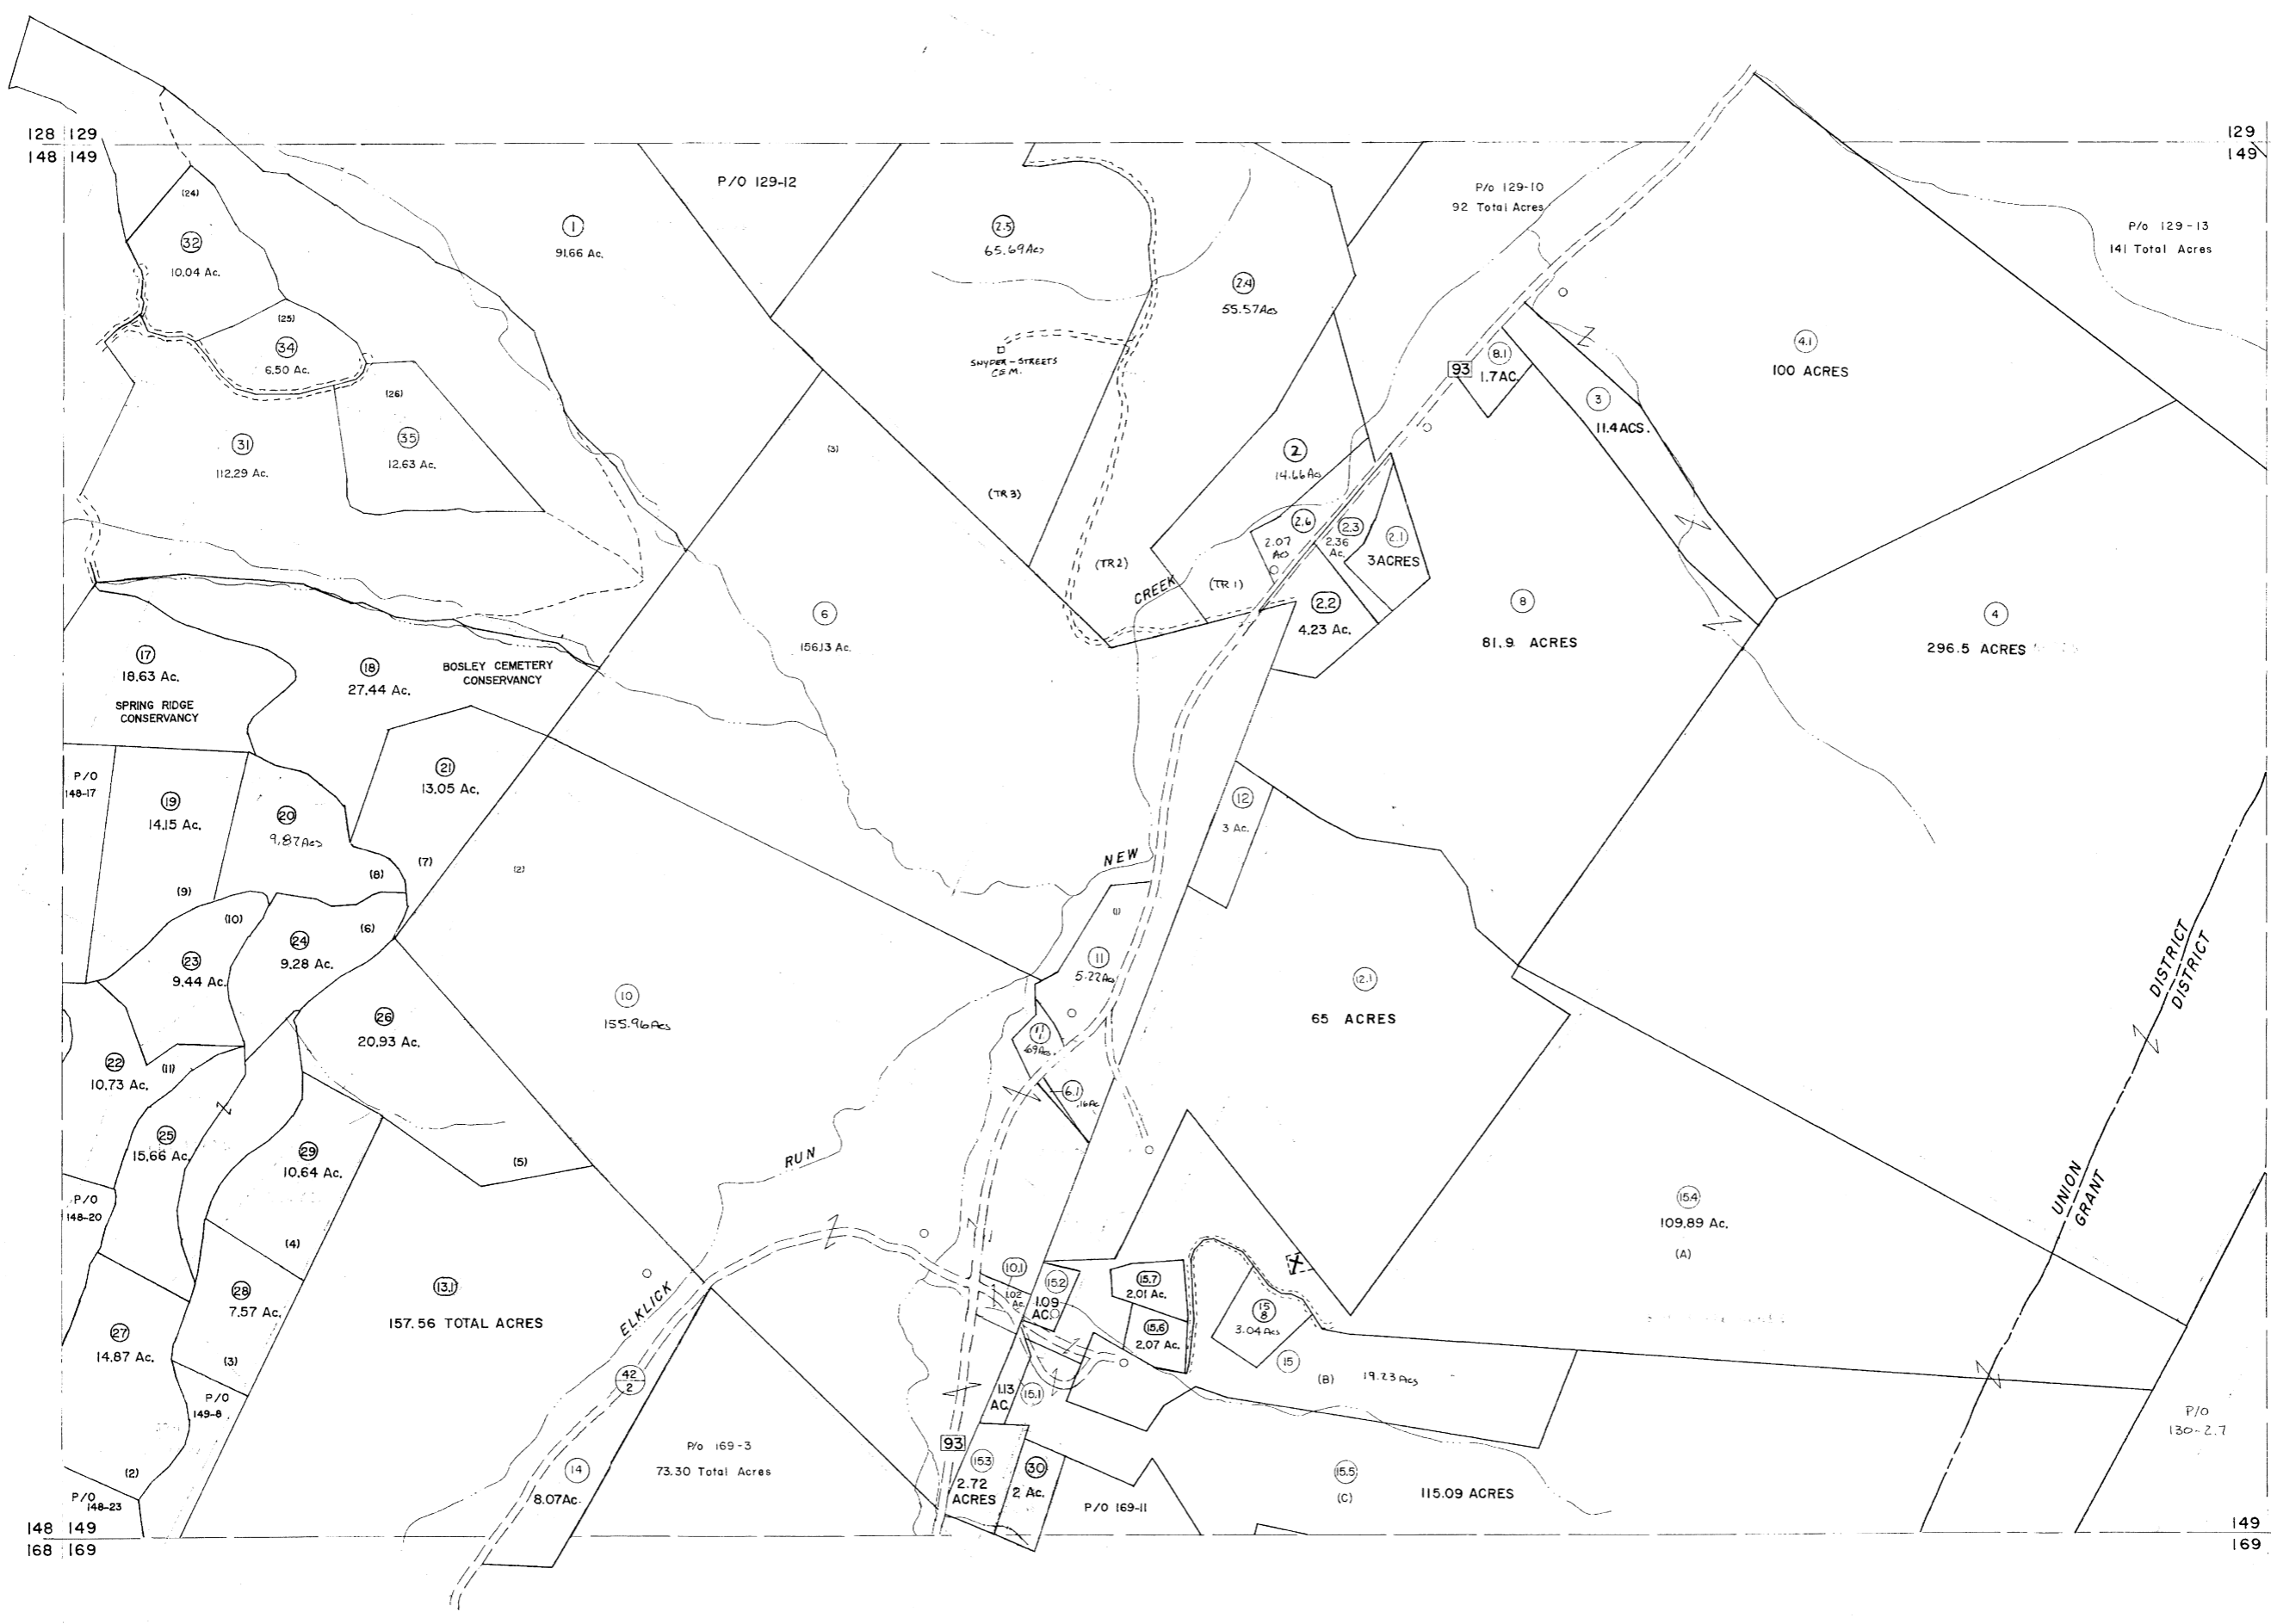 128 129
148 149
129
149
P/O 129-12
P/o 129-10
92 Total Acres
P/o 129-13
141 Total Acres
(24)
32
10.04 Ac.
1
91.66 Ac.
2.5
65.69 Acs
2.4
55.57 Acs
(25)
34
6.50 Ac.
SNYDER-STREETS
CEM.
93
8.1
1.7 AC.
4.1
100 ACRES
3
11.4 ACS.
(26)
35
12.63 Ac.
31
112.29 Ac.
(3)
(TR 3)
2
14.66 Acs
2.6
2.07
Acs
2.3
2.36
Ac.
2.1
3 ACRES
(TR 2)
(TR 1)
CREEK
2.2
4.23 Ac.
6
156.13 Ac.
8
81.9 ACRES
4
296.5 ACRES
17
18.63 Ac.
SPRING RIDGE
CONSERVANCY
18
27.44 Ac.
BOSLEY CEMETERY
CONSERVANCY
P/O
148-17
19
14.15 Ac.
20
9.87 Acs
21
13.05 Ac.
12
3 Ac.
(7)
(8)
(2)
NEW
(9)
(10)
(6)
(1)
24
9.28 Ac.
23
9.44 Ac.
11
5.22 Acs
12.1
65 ACRES
DISTRICT
DISTRICT
10
155.96 Acs
26
20.93 Ac.
.69 Acs.
22
10.73 Ac.
(11)
6.1
.16 Ac
25
15.66 Ac.
29
10.64 Ac.
(5)
RUN
P/O
148-20
15.4
109.89 Ac.
(A)
UNION
GRANT
(4)
28
7.57 Ac.
13.1
157.56 TOTAL ACRES
ELKLICK
10.1
1.02
Ac.
15.2
1.09
AC.
15.7
2.01 Ac.
15.6
2.07 Ac.
15
8
3.04 Acs
27
14.87 Ac.
(3)
P/O
149-8
42
2
15
(B)
19.23 Acs
1.13
AC.
15.1
P/O
130-2.7
93
P/o 169-3
73.30 Total Acres
(2)
P/O
148-23
14
8.07 Ac.
15.3
2.72
ACRES
30
2 Ac.
P/O 169-11
15.5
(C)
115.09 ACRES
148 149
168 169
149
169